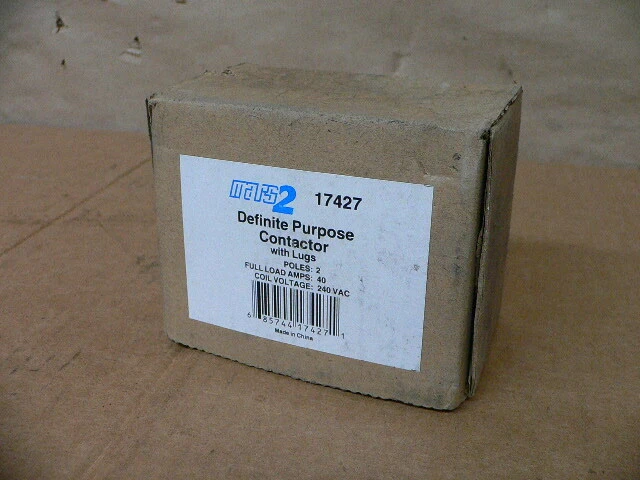 mars2 17427
Definite Purpose
Contactor
with Lugs
POLES: 2
FULL LOAD AMPS: 40
COIL VOLTAGE: 240 VAC
6 85744 17427 1
Made in China